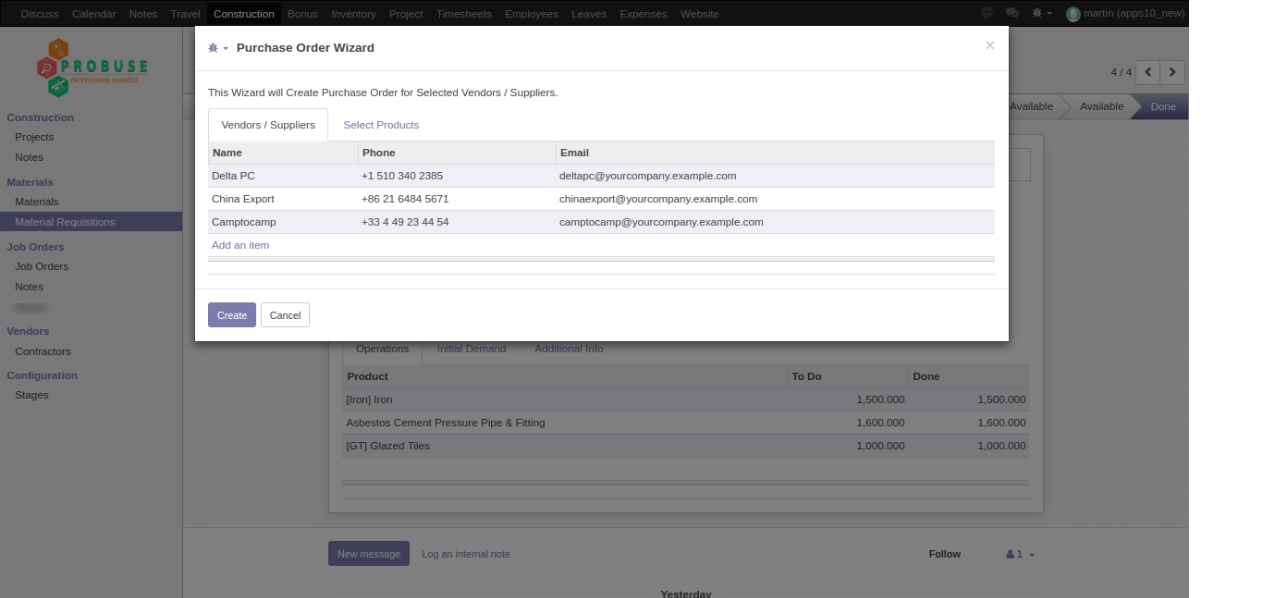 Discuss Calendar Notes Travel Construction Bonus Inventory Project Timesheets Employees Leaves Expenses Website martin (apps10_new)
PROBUSE
PROFESSIONAL BUSINESS
Construction
Projects
Notes
Materials
Materials
Material Requisitions
Job Orders
Job Orders
Notes
Vendors
Contractors
Configuration
Stages
Purchase Order Wizard ×
4 / 4
Available Available Done
This Wizard will Create Purchase Order for Selected Vendors / Suppliers.
Vendors / Suppliers Select Products
Name Phone Email
Delta PC +1 510 340 2385 deltapc@yourcompany.example.com
China Export +86 21 6484 5671 chinaexport@yourcompany.example.com
Camptocamp +33 4 49 23 44 54 camptocamp@yourcompany.example.com
Add an item
Create Cancel
Operations Initial Demand Additional Info
Product To Do Done
[Iron] Iron 1,500.000 1,500.000
Asbestos Cement Pressure Pipe & Fitting 1,600.000 1,600.000
[GT] Glazed Tiles 1,000.000 1,000.000
New message Log an internal note Follow 1
Yesterday